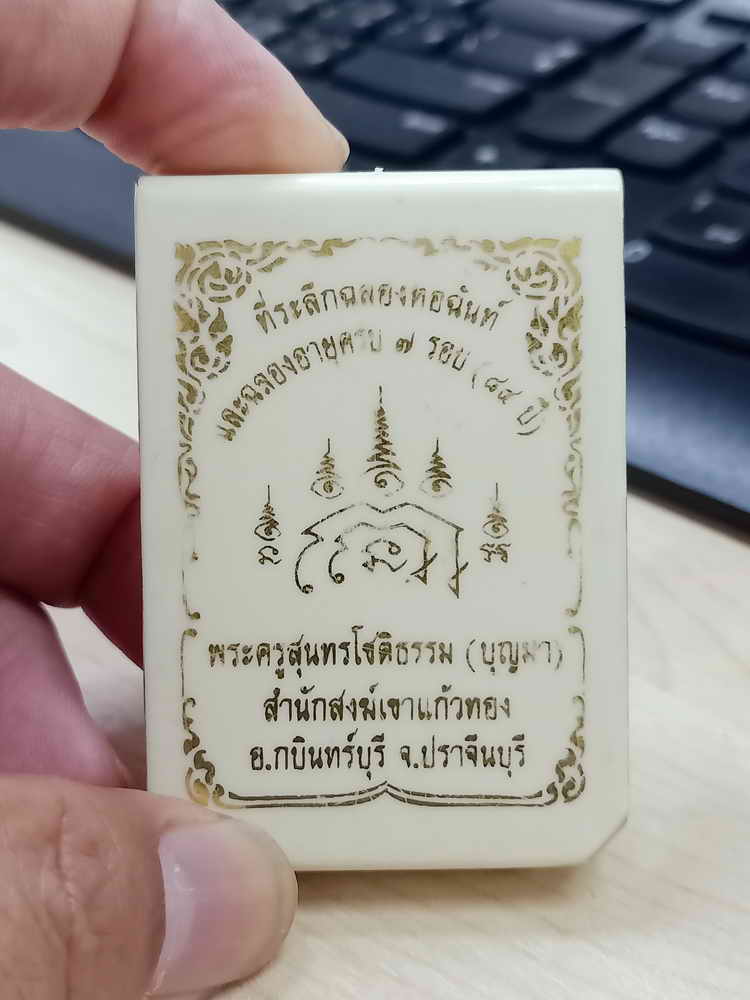 ที่ระลึกฉลองหอฉันท์
และฉลองอายุครบ ๗ รอบ (๘๔ ปี)
พระครูสุนทรโชติธรรม (บุญมา)
สำนักสงฆ์เขาแก้วทอง
อ.กบินทร์บุรี จ.ปราจีนบุรี